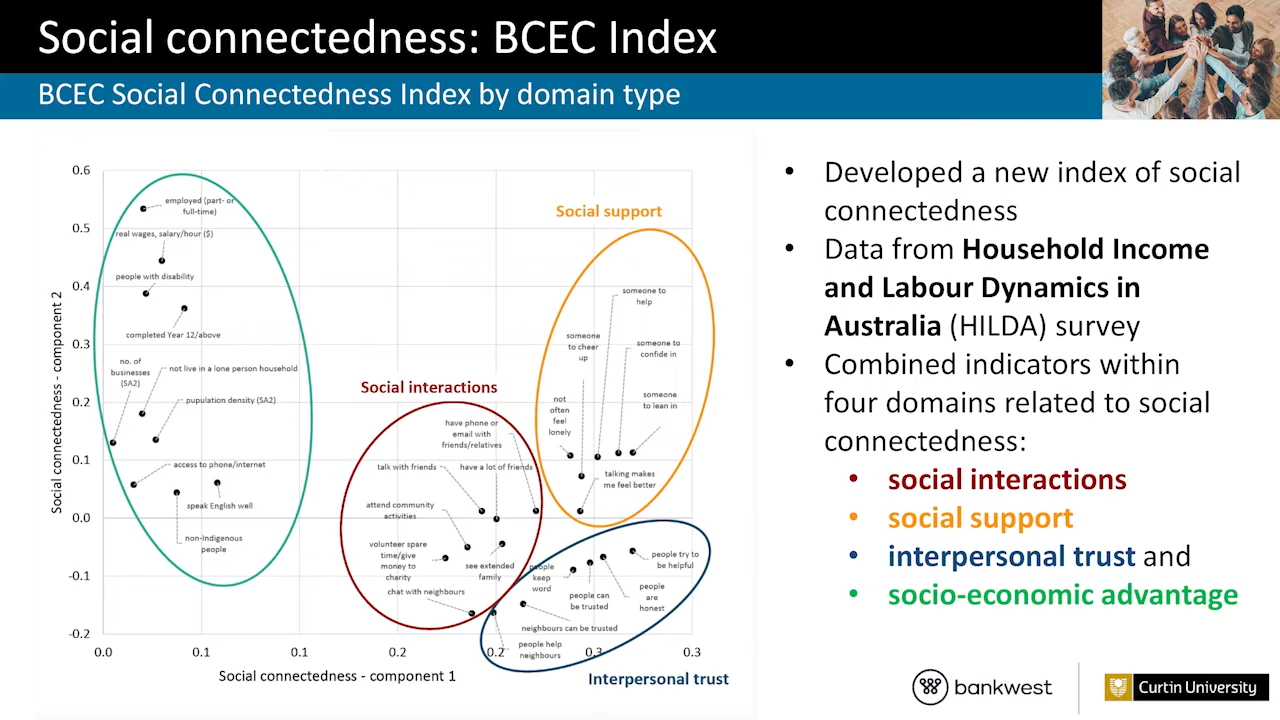 Social connectedness: BCEC Index
BCEC Social Connectedness Index by domain type
0.6
0.5
0.4
0.3
0.2
0.1
0.0
-0.1
-0.2
Social connectedness - component 2
employed (part- or
full-time)
real wages, salary/hour ($)
people with disability
completed Year 12/above
no. of
businesses
(SA2)
not live in a lone person household
pupulation density (SA2)
access to phone/internet
speak English well
non-Indigenous
people
Social interactions
have phone or
email with
friends/relatives
talk with friends
have a lot of friends
attend community
activities
volunteer spare
time/give
money to
charity
see extended
family
chat with neighbours
Social support
someone to
help
someone
to cheer
up
someone to
confide in
someone
to lean in
not
often
feel
lonely
talking makes
me feel better
people
keep
word
people try to
be helpful
people can
be trusted
people
are
honest
neighbours can be trusted
people help
neighbours
Interpersonal trust
0.0
0.1
0.1
0.2
0.2
0.3
0.3
Social connectedness - component 1
• Developed a new index of social
connectedness
• Data from Household Income
and Labour Dynamics in
Australia (HILDA) survey
• Combined indicators within
four domains related to social
connectedness:
• social interactions
• social support
• interpersonal trust and
• socio-economic advantage
bankwest
Curtin University